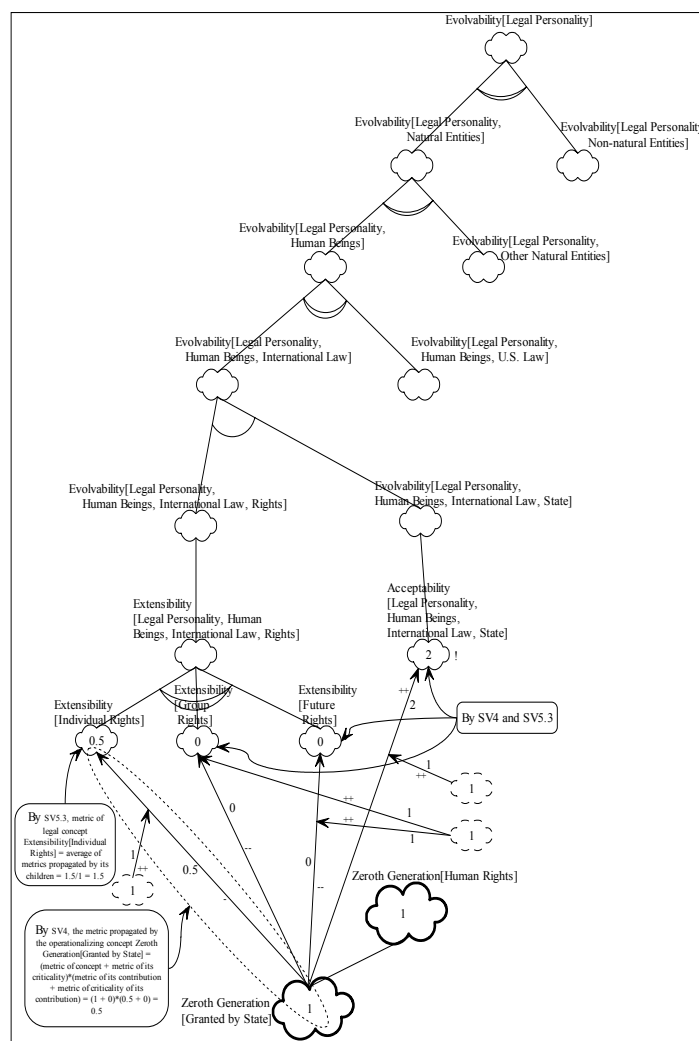 Evolvability[Legal Personality]
Evolvability[Legal Personality,
Natural Entities]
Evolvability[Legal Personality,
Non-natural Entities]
Evolvability[Legal Personality,
Human Beings]
Evolvability[Legal Personality,
Other Natural Entities]
Evolvability[Legal Personality,
Human Beings, International Law]
Evolvability[Legal Personality,
Human Beings, U.S. Law]
Evolvability[Legal Personality,
Human Beings, International Law, Rights]
Evolvability[Legal Personality,
Human Beings, International Law, State]
Extensibility
[Legal Personality, Human
Beings, International Law, Rights]
Acceptability
[Legal Personality,
Human Beings,
International Law, State]
2
!
Extensibility
[Individual Rights]
Extensibility
[Group
Rights]
Extensibility
[Future
Rights]
0.5
0
0
++
2
By SV4 and SV5.3
1
++
1
By SV5.3, metric of
legal concept
Extensibility[Individual
Rights] = average of
metrics propagated by its
children = 1.5/1 = 1.5
1
++
1
0
--
0.5
-
++
++
1
1
1
0
--
Zeroth Generation[Human Rights]
1
By SV4, the metric propagated by
the operationalizing concept Zeroth
Generation[Granted by State] =
(metric of concept + metric of its
criticality)*(metric of its contribution
+ metric of criticality of
its contribution) = (1 + 0)*(0.5 + 0) =
0.5
Zeroth Generation
[Granted by State]
1